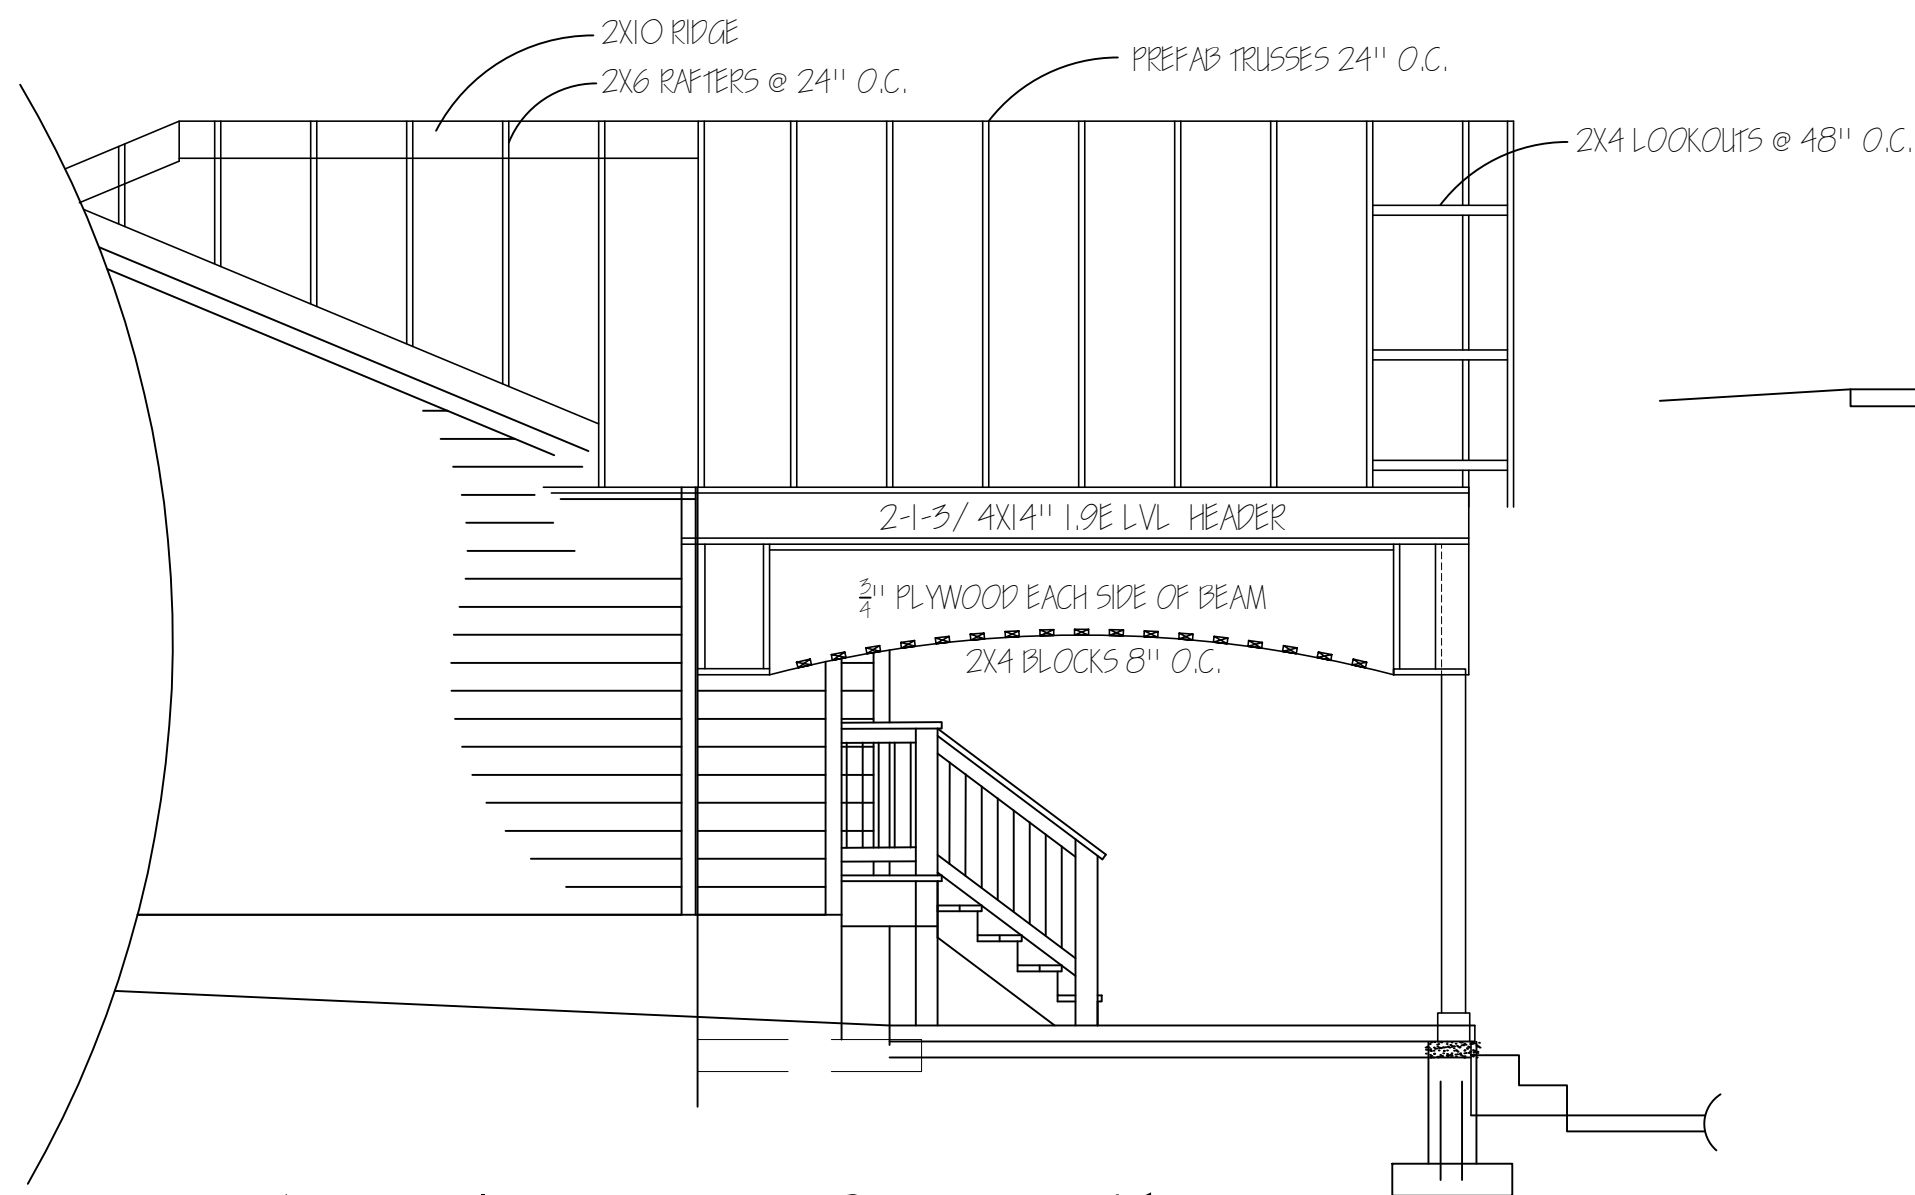 2X10 RIDGE
2X6 RAFTERS @ 24" O.C.
PREFAB TRUSSES 24" O.C.
2X4 LOOKOUTS @ 48" O.C.
2-1-3/4X14" 1.9E LVL HEADER
3/4" PLYWOOD EACH SIDE OF BEAM
2X4 BLOCKS 8" O.C.